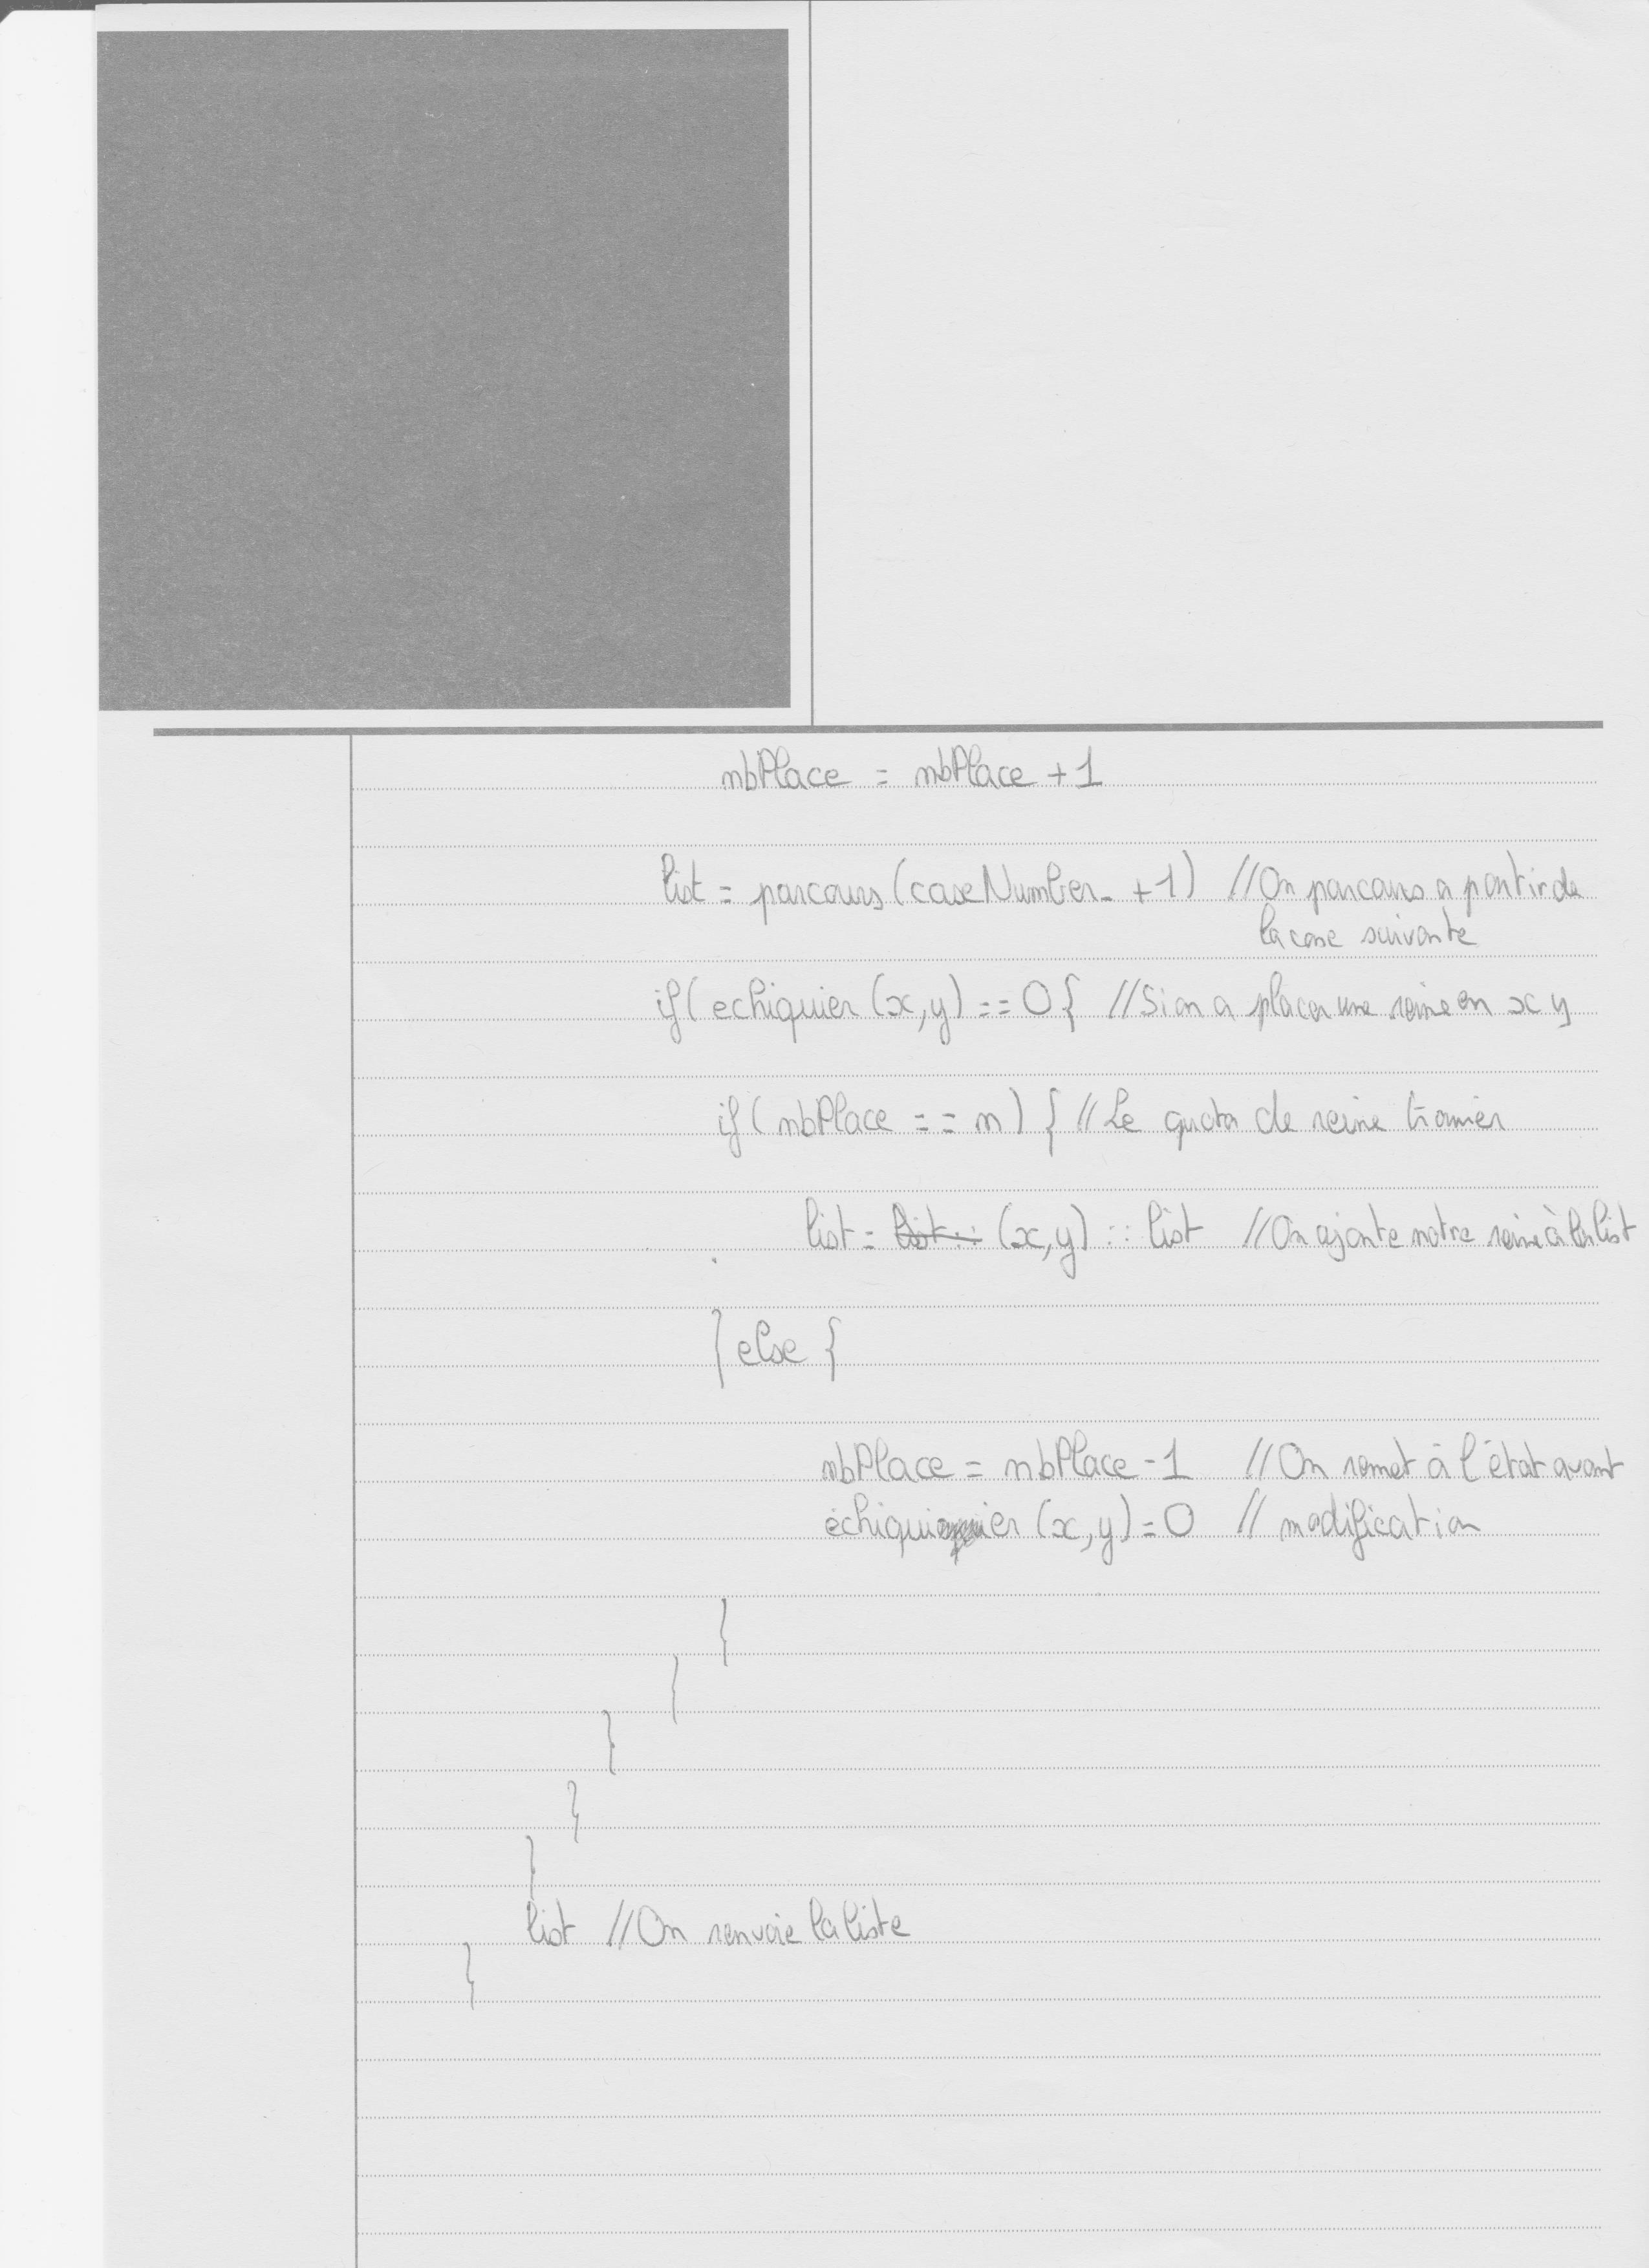 nbPlace = nbPlace + 1
list = parcours (caseNumber_ +1) // On parcours a partir de
la case suivante
if ( echiquier (x, y) == 0 { // Si on a placer une reine en x y
if ( nbPlace == n ) { // Le quota de reine
list = (x, y) :: list // On ajoute notre reine à la list
} else {
nbPlace = nbPlace - 1 // On remet à l'état avant
échiquier (x, y) = 0 // modification
}
}
}
}
}
list // On renvoie la liste
}